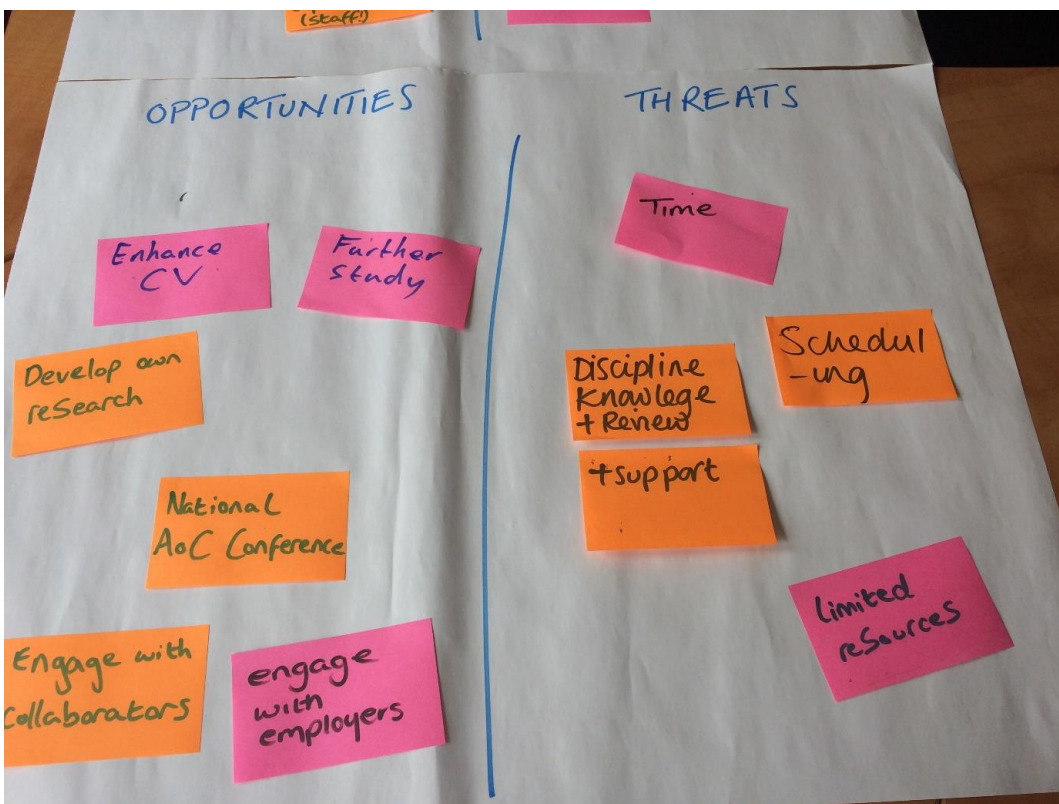 (staff!)
OPPORTUNITIES
THREATS
Time
Enhance
CV
Further
Study
Schedul
-ing
Develop own
research
Discipline
Knowlege
+ Review
+support
National
AoC Conference
Limited
resources
Engage with
Collaborators
engage
with
employers